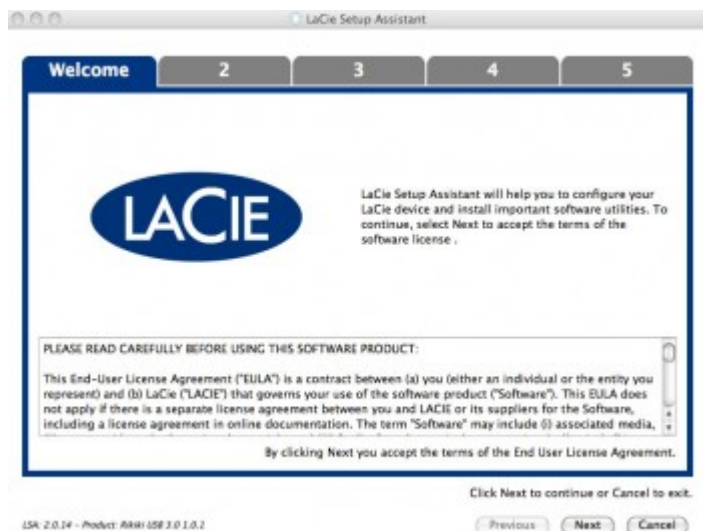 LaCie Setup Assistant
Welcome 2 3 4 5
LACIE
LaCie Setup Assistant will help you to configure your
LaCie device and install important software utilities. To
continue, select Next to accept the terms of the
software license .
PLEASE READ CAREFULLY BEFORE USING THIS SOFTWARE PRODUCT:
This End-User License Agreement ("EULA") is a contract between (a) you (either an individual or the entity you
represent) and (b) LaCie ("LACIE") that governs your use of the software product ("Software"). This EULA does
not apply if there is a separate license agreement between you and LACIE or its suppliers for the Software,
including a license agreement in online documentation. The term "Software" may include (i) associated media,
By clicking Next you accept the terms of the End User License Agreement.
Click Next to continue or Cancel to exit.
LSA: 2.0.14 - Product: Rikiki USB 3.0 1.0.2
Previous Next Cancel